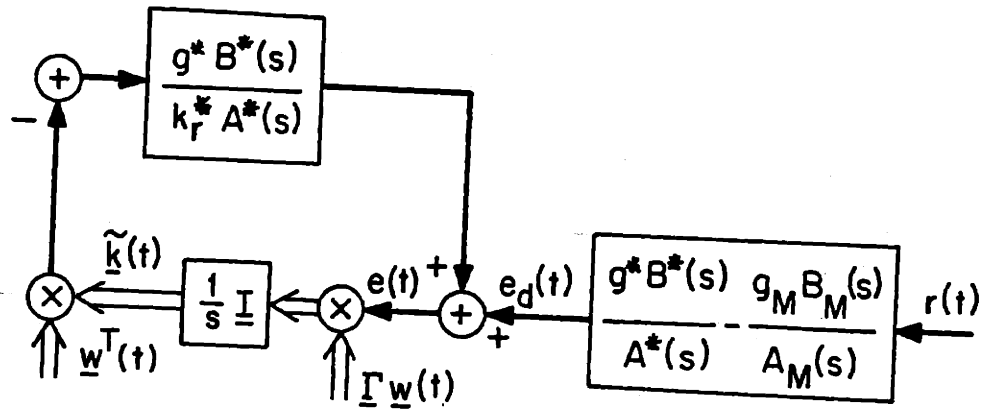 +
g* B*(s)
k_r* A*(s)
−
k̃(t)
×
w^T(t)
1
s I
×
Γ w(t)
e(t)
+
+
e_d(t)
+
g* B*(s) g_M B_M(s)
−
A*(s) A_M(s)
r(t)